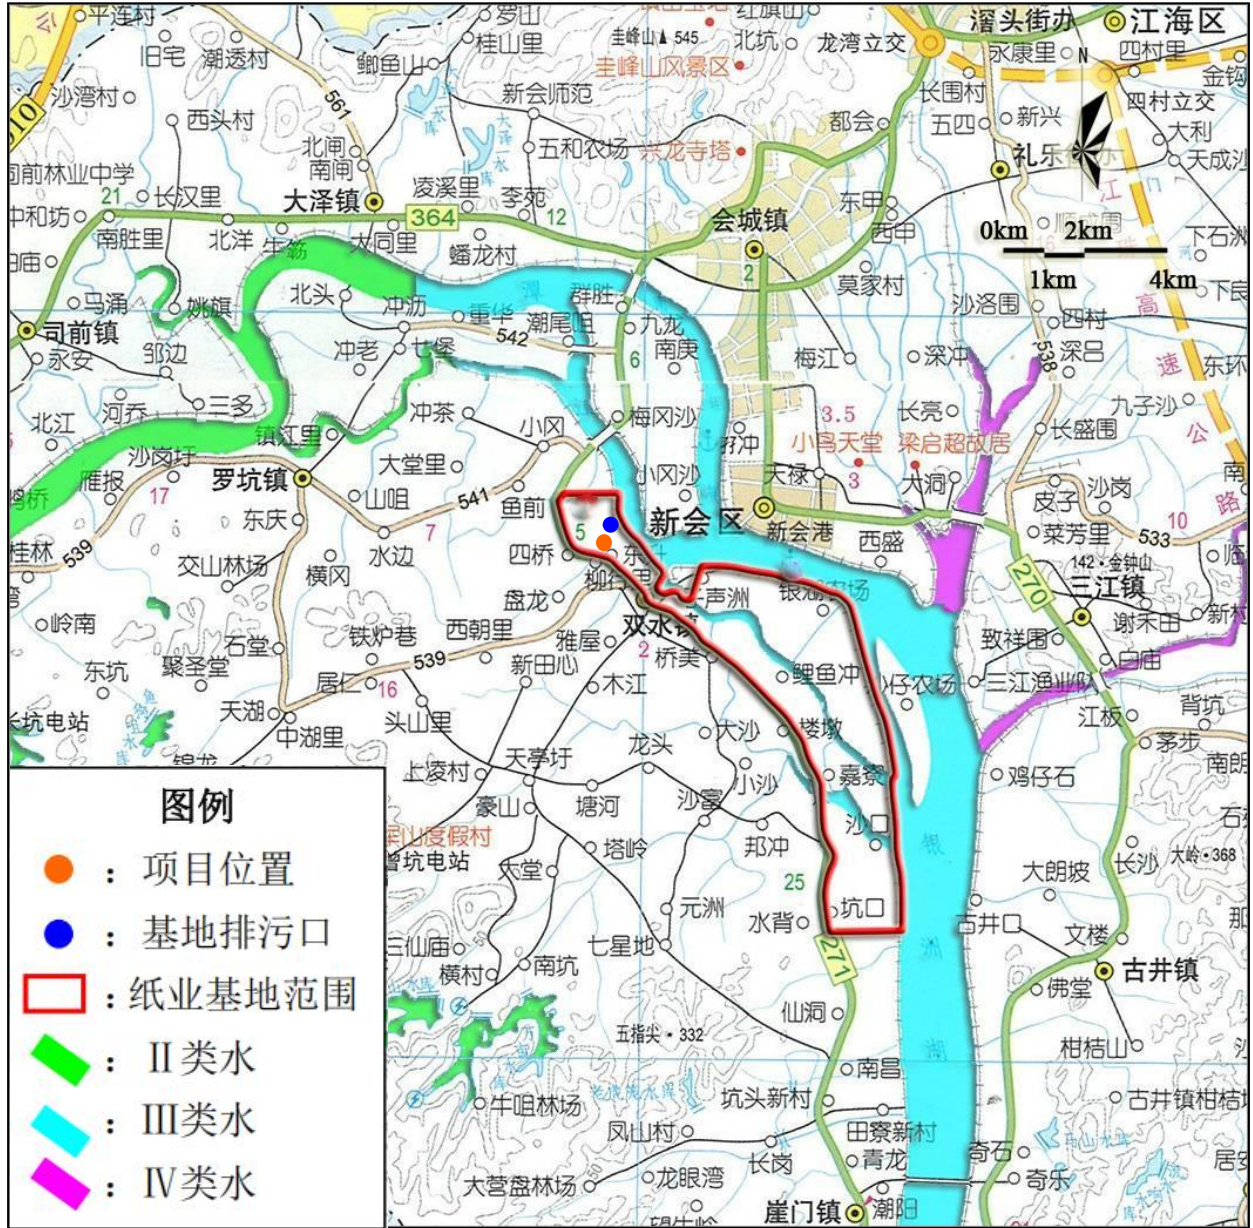 平连村
旧宅
潮透村
罗山
桂山里
鲫鱼山
圭峰山▲545
圭峰山风景区
北坑
龙湾立交
滘头街办
江海区
永康里
N
四村里
沙湾村
西头村
561
新会师范
五和农场
都会
长围村
五四
新兴
四村立交
大利
礼乐
北闸
南闸
司前林业中学
21
长汉里
大泽镇
凌溪里
李苑
364
12
会城镇
2
东甲
西甲
中和坊
南胜里
北洋
大同里
蟠龙村
莫家村
0km
2km
1km
4km
下石洲
马涌
姚旗
北头
冲沥
重华
潮尾咀
群胜
九龙
南庚
沙洛围
四村
538
深吕
高
速
公
路
司前镇
永安
邹边
冲老
七堡
542
6
梅江
深冲
东环
北江
河乔
三多
镇江里
冲茶
小冈
梅冈沙
3.5
小鸟天堂
梁启超故居
长亮
长盛围
九子沙
沙岗圩
雁报
17
罗坑镇
大堂里
山咀
541
鱼前
小冈沙
天禄
3
大洞
皮子
沙岗
10
东庆
7
水边
5
四桥
新会区
新会港
西盛
菜芳里
533
桂林
539
交山林场
横冈
盘龙
双水镇
银湖农场
142·金钟山
三江镇
270
岭南
石堂
铁炉巷
西朝里
雅屋
2
桥美
致祥围
谢禾田
白庙
东坑
聚圣堂
居仁
16
539
新田心
木江
鲤鱼冲
三江渔业队
江板
背坑
天湖
中湖里
头山里
大沙
楼墩
茅步
长坑电站
天亭圩
龙头
小沙
嘉寮
鸡仔石
上凌村
豪山
塘河
沙富
沙口
邦冲
银
洲
湖
塔岭
大堂
25
坑口
水背
大朗坡
长沙
大岭·368
元洲
七星地
古井口
文楼
古井镇
横村
南坑
271
仙洞
佛堂
五指尖·332
南昌
柑桔山
牛咀林场
坑头新村
凤山村
田寮新村
长岗
青龙
奇石
奇乐
龙眼湾
大营盘林场
崖门镇
潮阳
图例
：项目位置
：基地排污口
：纸业基地范围
：Ⅱ类水
：Ⅲ类水
：Ⅳ类水